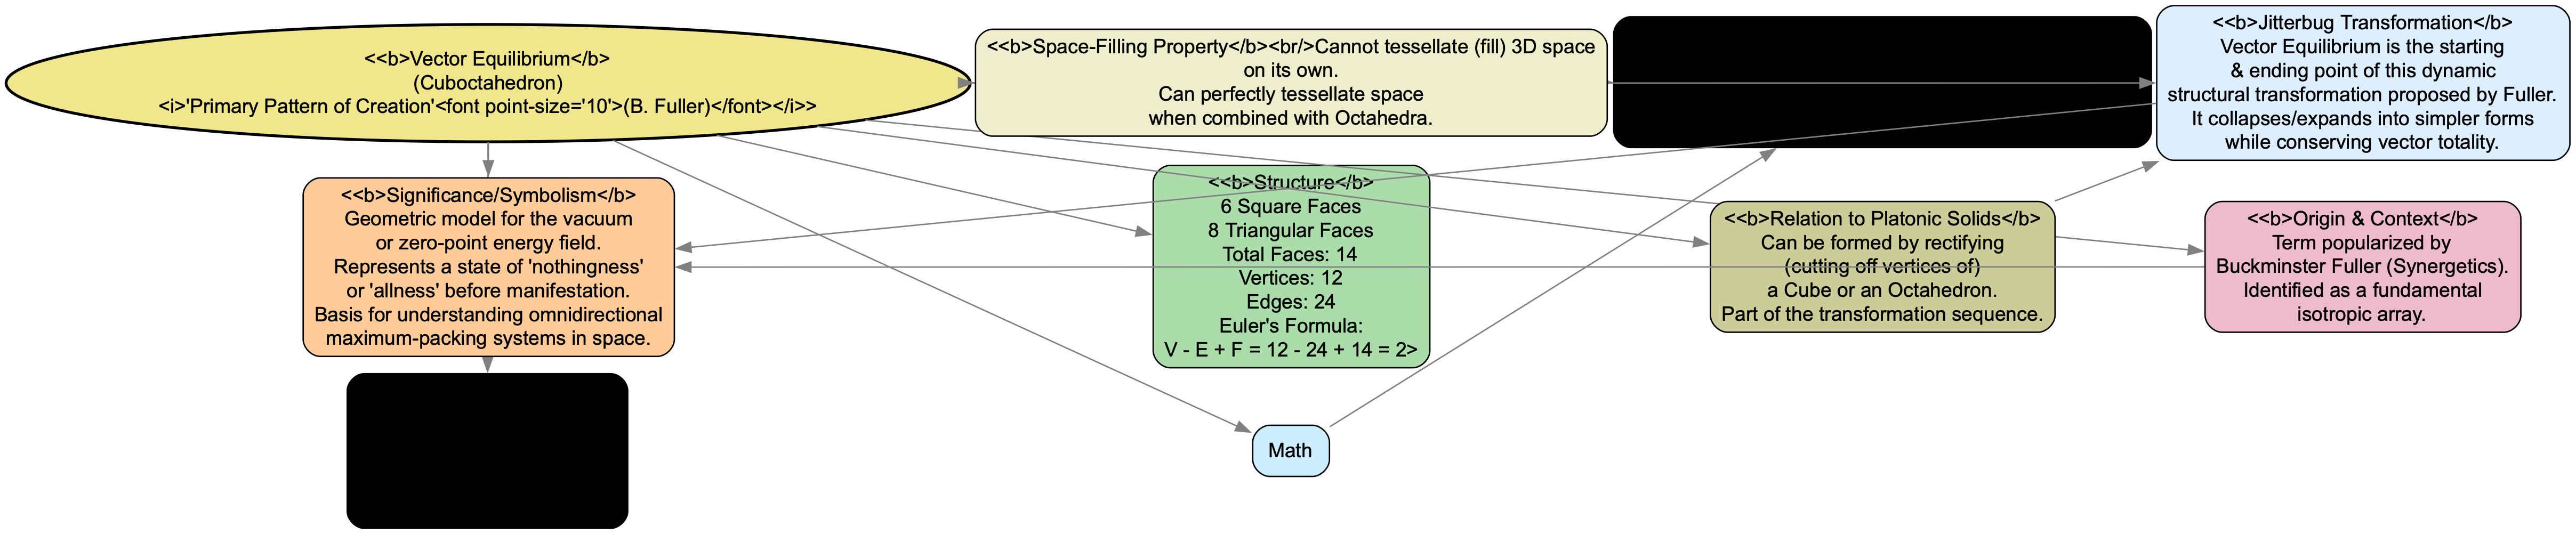 <<b>Vector Equilibrium</b>
(Cuboctahedron)
<i>'Primary Pattern of Creation'<font point-size='10'>(B. Fuller)</font></i>>
<<b>Space-Filling Property</b><br/>Cannot tessellate (fill) 3D space
on its own.
Can perfectly tessellate space
when combined with Octahedra.
<<b>Jitterbug Transformation</b>
Vector Equilibrium is the starting
& ending point of this dynamic
structural transformation proposed by Fuller.
It collapses/expands into simpler forms
while conserving vector totality.
<<b>Significance/Symbolism</b>
Geometric model for the vacuum
or zero-point energy field.
Represents a state of 'nothingness'
or 'allness' before manifestation.
Basis for understanding omnidirectional
maximum-packing systems in space.
<<b>Structure</b>
6 Square Faces
8 Triangular Faces
Total Faces: 14
Vertices: 12
Edges: 24
Euler's Formula:
V - E + F = 12 - 24 + 14 = 2>
<<b>Relation to Platonic Solids</b>
Can be formed by rectifying
(cutting off vertices of)
a Cube or an Octahedron.
Part of the transformation sequence.
<<b>Origin & Context</b>
Term popularized by
Buckminster Fuller (Synergetics).
Identified as a fundamental
isotropic array.
Math